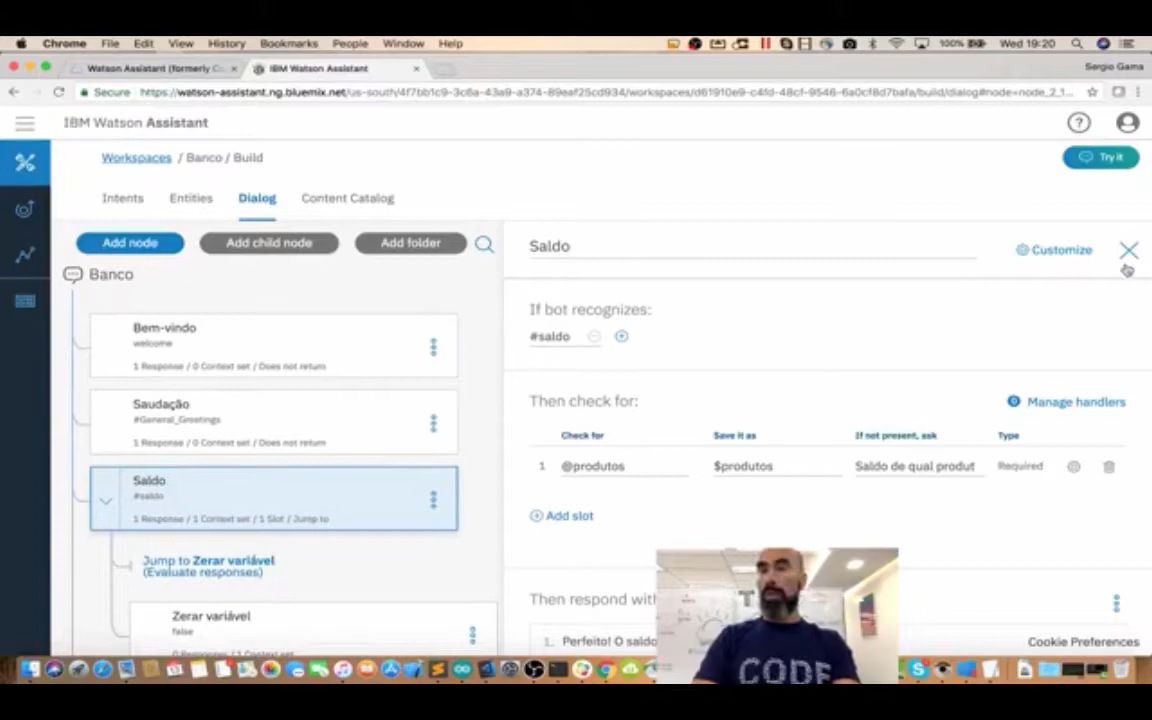 Chrome File Edit View History Bookmarks People Window Help
100% Wed 19:20
Watson Assistant (formerly Co
IBM Watson Assistant
Sergio Gama
Secure
IBM Watson Assistant
Workspaces / Banco / Build
Try it
Intents Entities Dialog Content Catalog
Add node Add child node Add folder
Banco
Bem-vindo
welcome
1 Response / 0 Context set / Does not return
Saudação
#General_Greetings
1 Response / 0 Context set / Does not return
Saldo
#saldo
1 Response / 1 Context set / 1 Slot / Jump to
Jump to Zerar variável
(Evaluate responses)
Zerar variável
false
0 Responses / 1 Context set
Saldo
Customize
If bot recognizes:
#saldo
Then check for:
Manage handlers
Check for Save it as If not present, ask Type
1 @produtos $produtos Saldo de qual produt Required
Add slot
Then respond with
1. Perfeito! O saldo
Cookie Preferences
CODE